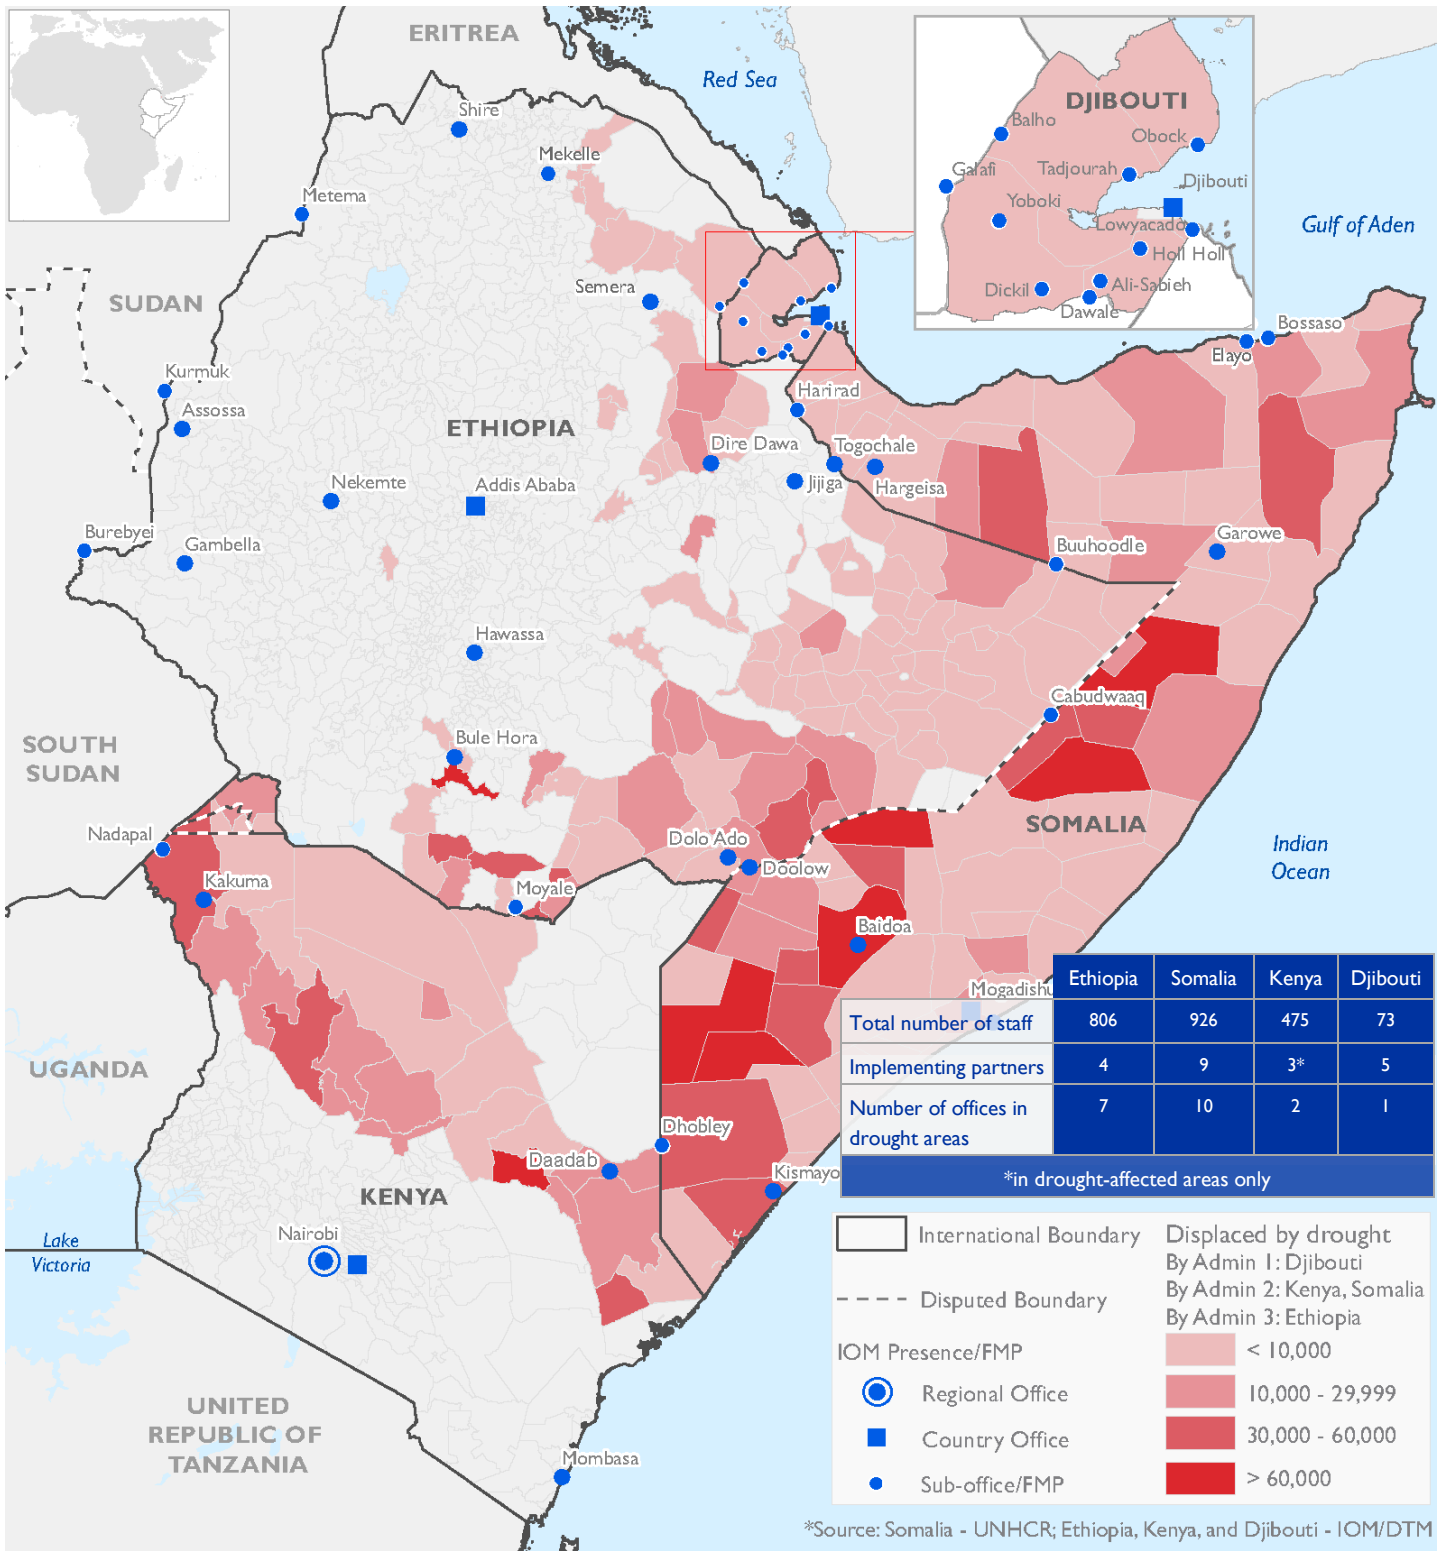 ERITREA
Red Sea
DJIBOUTI
Balho
Obock
Galafi
Tadjourah
Djibouti
Yoboki
Lowyacado
Holl Holl
Dickil
Ali-Sabieh
Dawale
Gulf of Aden
Shire
Mekelle
Metema
SUDAN
Semera
Bossaso
Elayo
Kurmuk
Assossa
Harirad
ETHIOPIA
Dire Dawa
Togochale
Nekemte
Addis Ababa
Jijiga
Hargeisa
Burebyei
Gambella
Buuhoodle
Garowe
Hawassa
Cabudwaaq
SOUTH
SUDAN
Bule Hora
Nadapal
Dolo Ado
SOMALIA
Doolow
Indian
Ocean
Kakuma
Moyale
Baidoa
Mogadishu
UGANDA
Dhobley
Daadab
Kismayo
KENYA
Nairobi
Lake
Victoria
UNITED
REPUBLIC OF
TANZANIA
Mombasa
Ethiopia Somalia Kenya Djibouti
Total number of staff 806 926 475 73
Implementing partners 4 9 3* 5
Number of offices in 7 10 2 1
drought areas
*in drought-affected areas only
International Boundary
Disputed Boundary
IOM Presence/FMP
Regional Office
Country Office
Sub-office/FMP
Displaced by drought
By Admin 1: Djibouti
By Admin 2: Kenya, Somalia
By Admin 3: Ethiopia
< 10,000
10,000 - 29,999
30,000 - 60,000
> 60,000
*Source: Somalia - UNHCR; Ethiopia, Kenya, and Djibouti - IOM/DTM